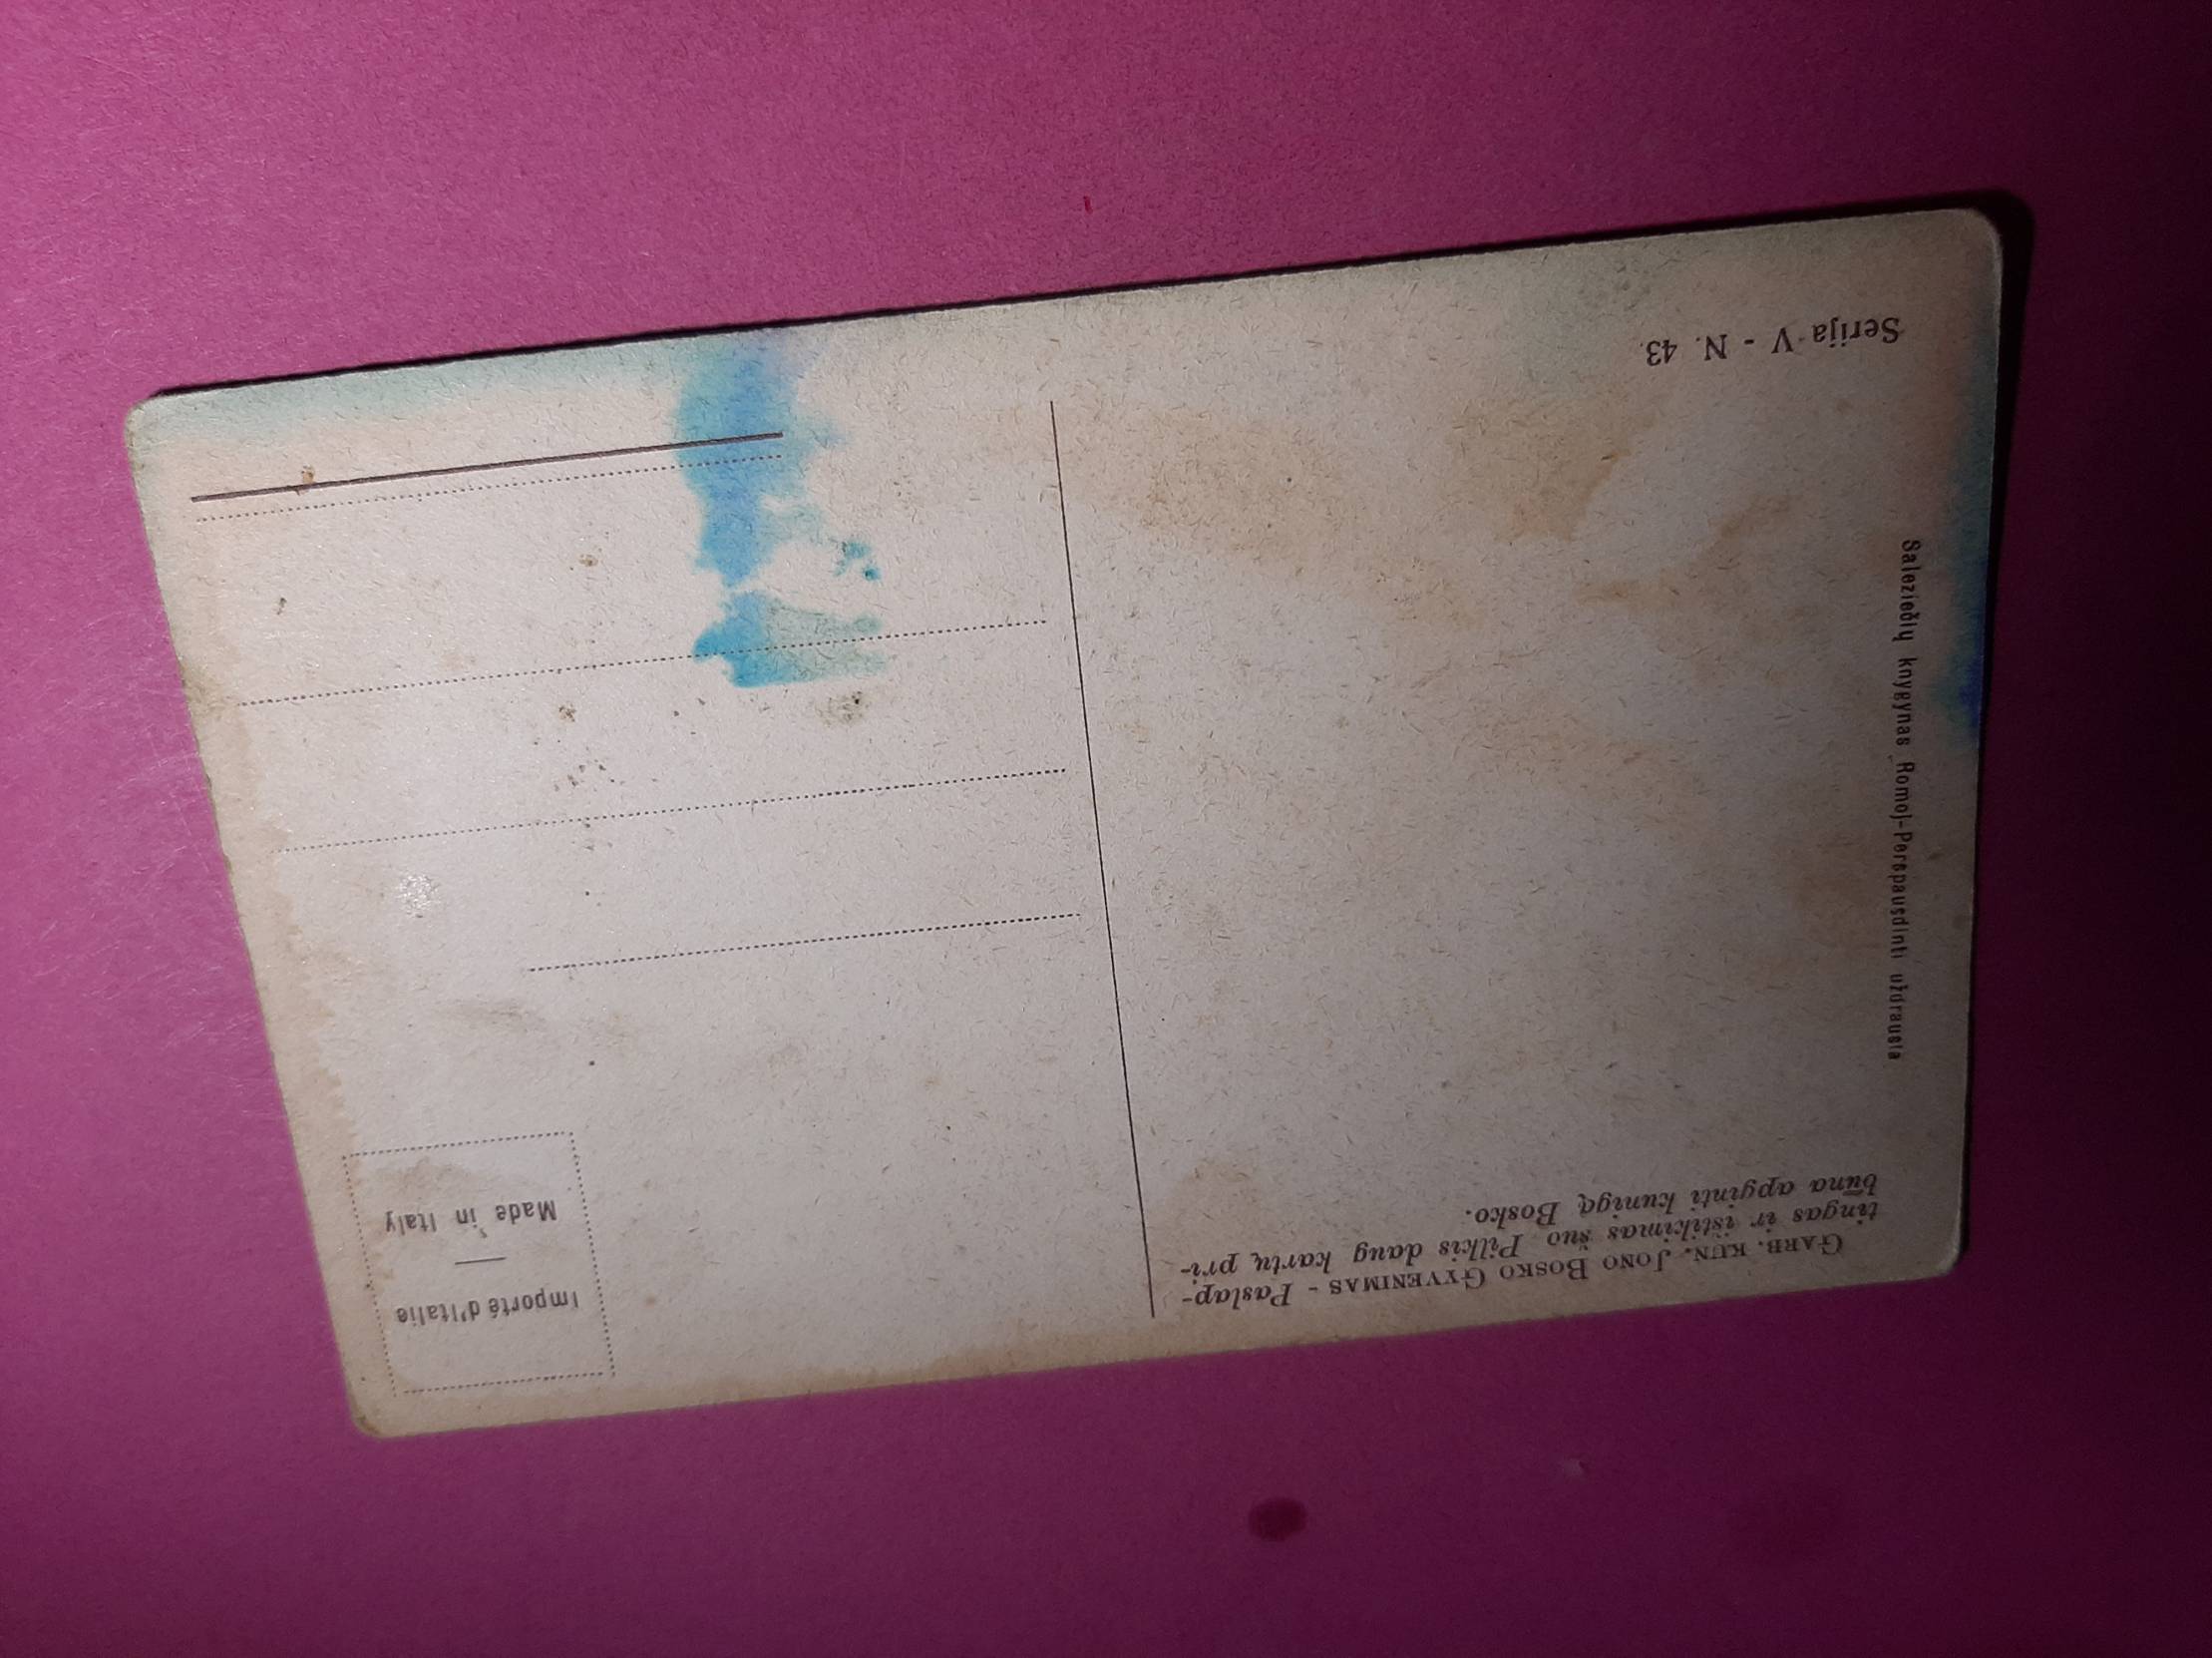 GARB. KUN. JONO BOSKO GYVENIMAS - Paslap-
tingas ir ištikimas šuo Pilkis daug kartų pri-
būna apginti kunigą Bosko.
Importé d'Italie
Made in Italy
Saleziečių knygynas Romoj-Perspausdinti uždrausta
Serija V - N. 43.